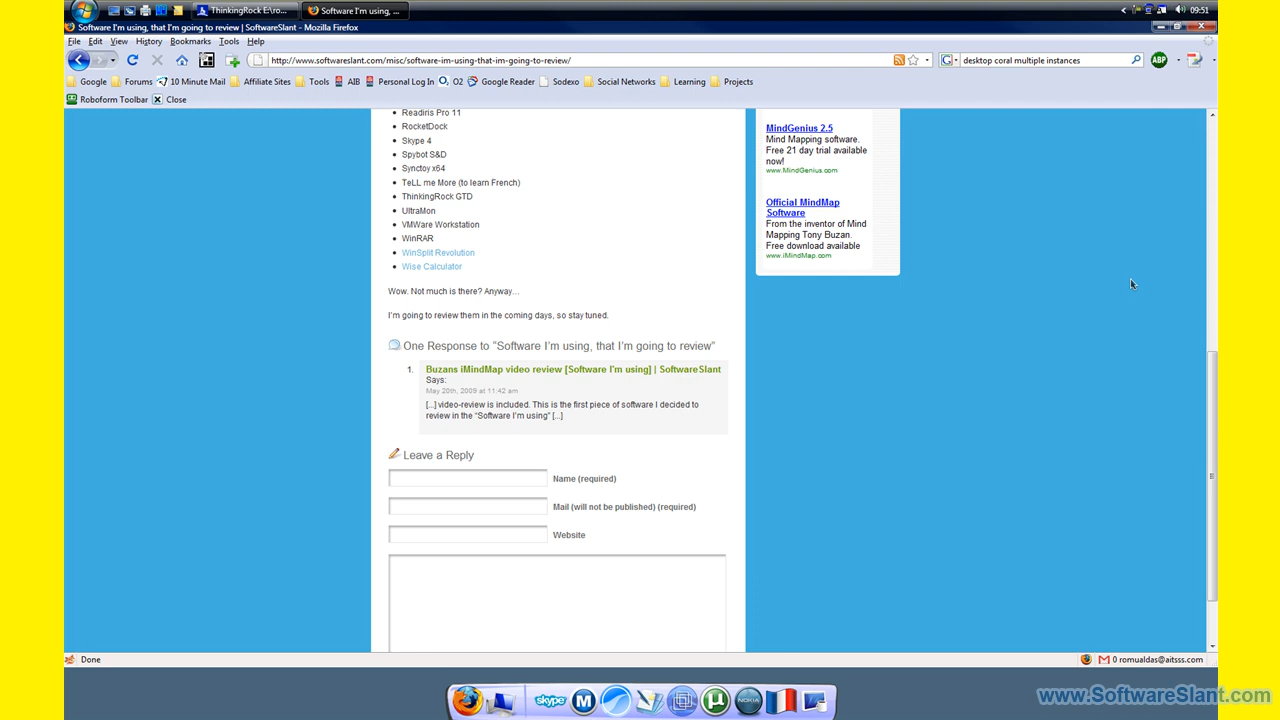 ThinkingRock E:\ro...
Software I'm using, ...
09:51
Software I'm using, that I'm going to review | SoftwareSlant - Mozilla Firefox
File Edit View History Bookmarks Tools Help
http://www.softwareslant.com/misc/software-im-using-that-im-going-to-review/
desktop coral multiple instances
ABP
Google Forums 10 Minute Mail Affiliate Sites Tools AIB Personal Log In O2 Google Reader Sodexo Social Networks Learning Projects
Roboform Toolbar Close
Readiris Pro 11
RocketDock
Skype 4
Spybot S&D
Synctoy x64
TeLL me More (to learn French)
ThinkingRock GTD
UltraMon
VMWare Workstation
WinRAR
WinSplit Revolution
Wise Calculator
Wow. Not much is there? Anyway…
I'm going to review them in the coming days, so stay tuned.
One Response to "Software I'm using, that I'm going to review"
1. Buzans iMindMap video review [Software I'm using] | SoftwareSlant
Says:
May 20th, 2009 at 11:42 am
[...] video-review is included. This is the first piece of software I decided to
review in the "Software I'm using" [...]
Leave a Reply
Name (required)
Mail (will not be published) (required)
Website
MindGenius 2.5
Mind Mapping software.
Free 21 day trial available
now!
www.MindGenius.com
Official MindMap
Software
From the inventor of Mind
Mapping Tony Buzan.
Free download available
www.iMindMap.com
Done
0 romualdas@aitsss.com
skype
M
NOKIA
www.SoftwareSlant.com